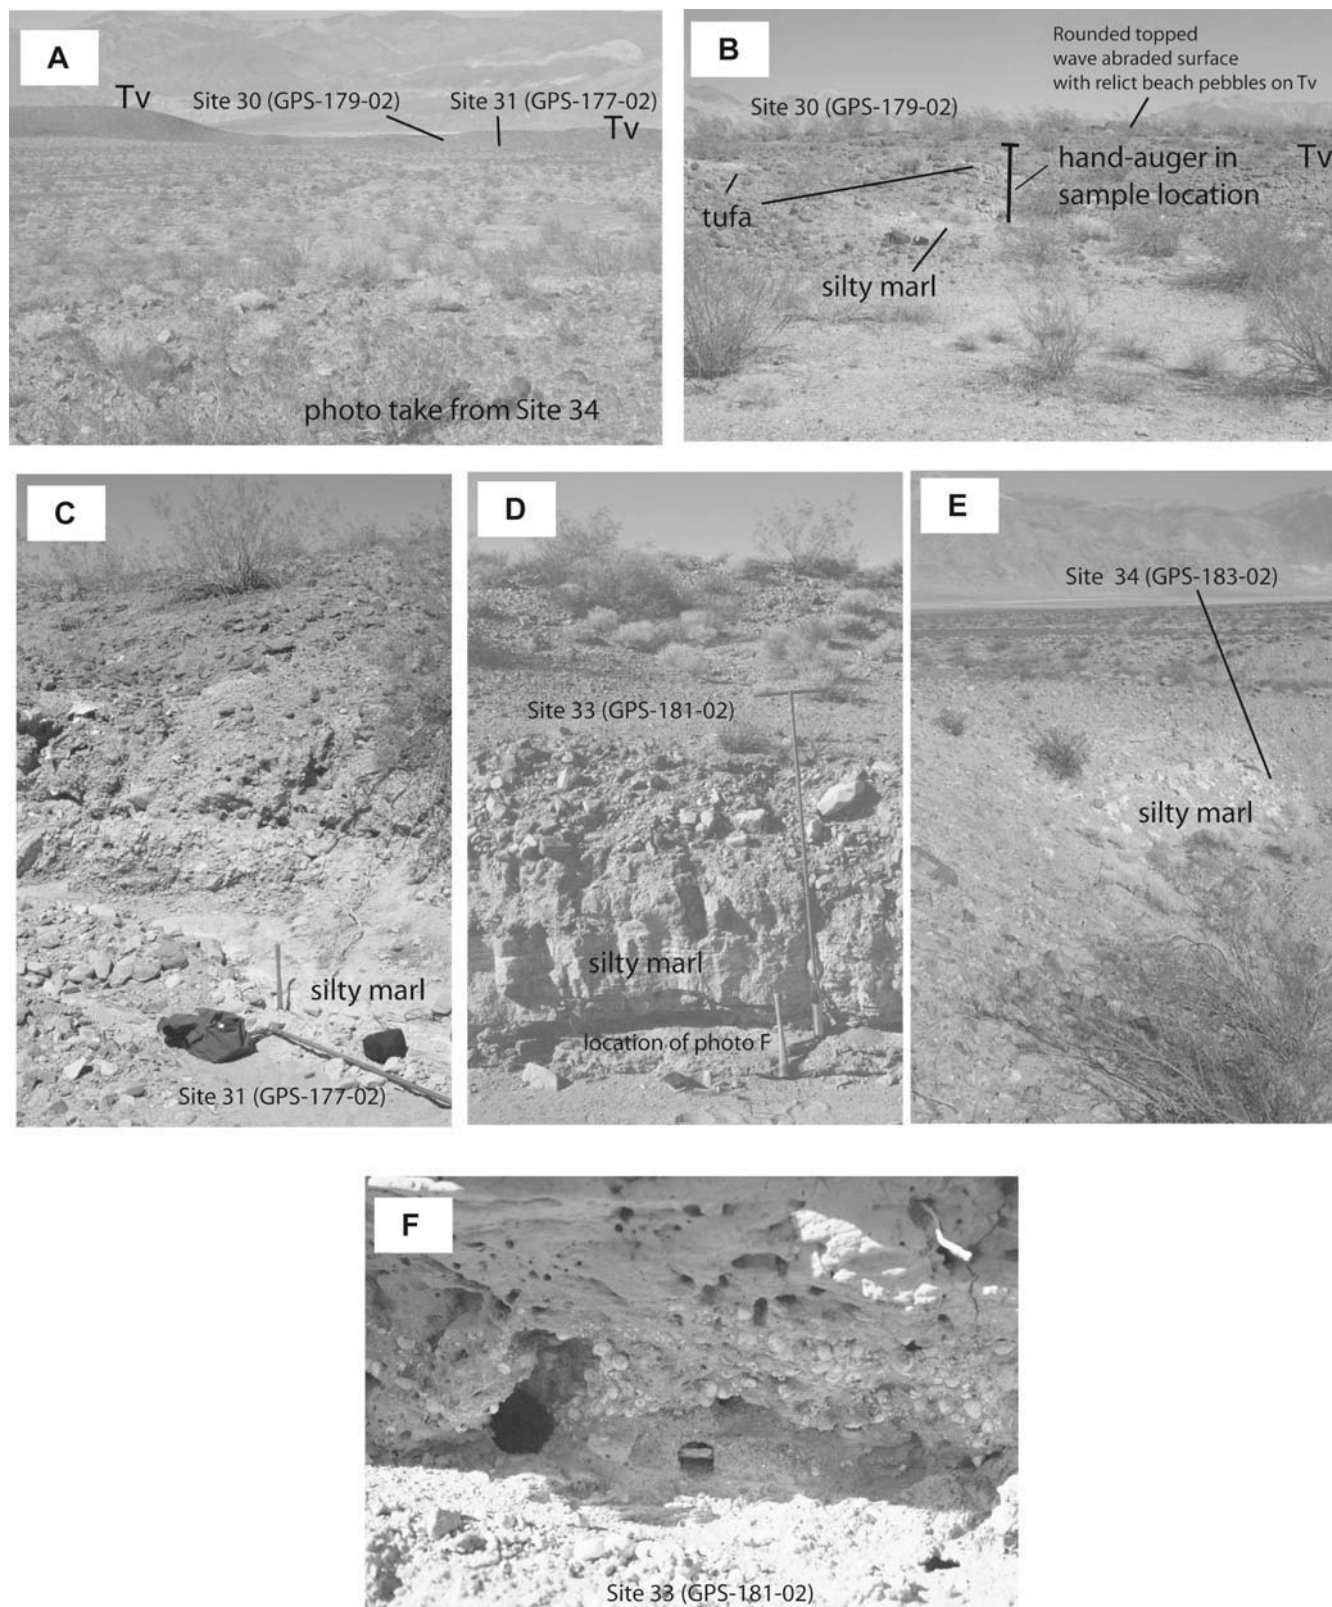 A
Tv
Site 30 (GPS-179-02)
Site 31 (GPS-177-02)
Tv
photo take from Site 34
B
Rounded topped
wave abraded surface
with relict beach pebbles on Tv
Site 30 (GPS-179-02)
hand-auger in
sample location
Tv
tufa
silty marl
C
silty marl
Site 31 (GPS-177-02)
D
Site 33 (GPS-181-02)
silty marl
location of photo F
E
Site 34 (GPS-183-02)
silty marl
F
Site 33 (GPS-181-02)